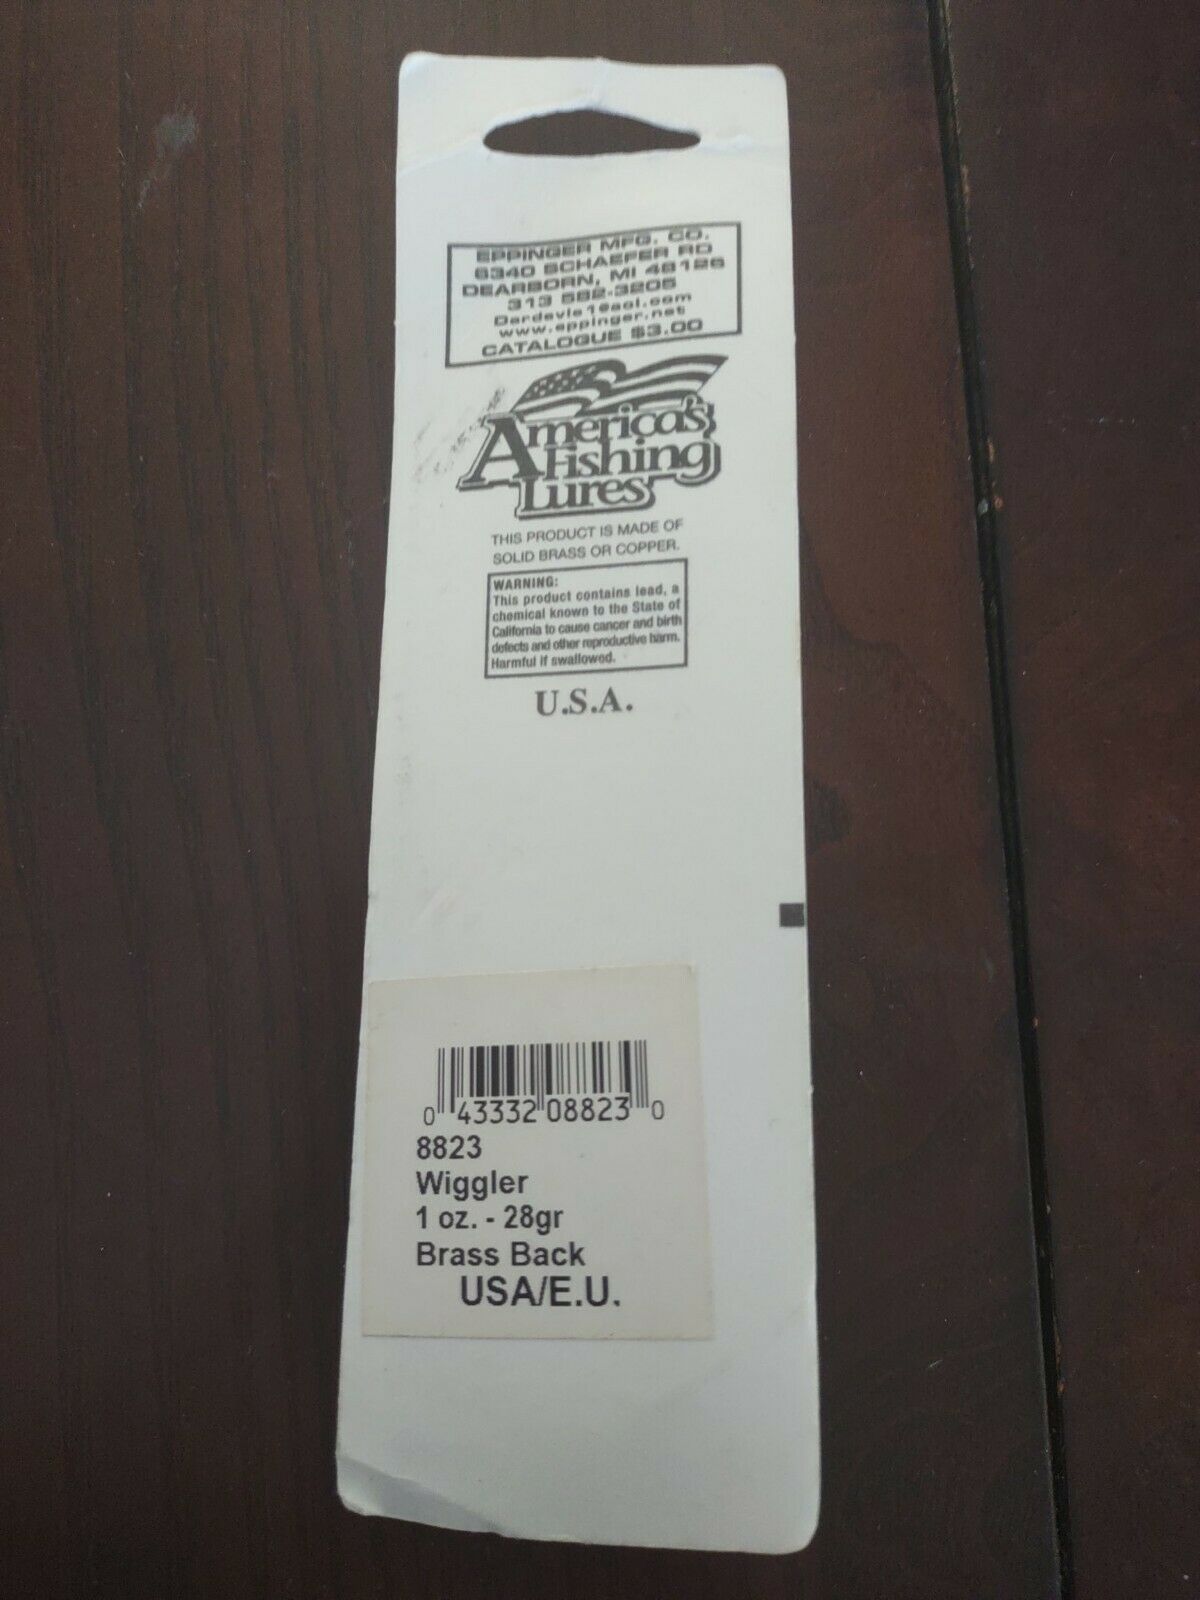 EPPINGER MFG. CO.
6340 SCHAEFER RD
DEARBORN, MI 48126
313 582-3205
Dardevle1@aol.com
www.eppinger.net
CATALOGUE $3.00
America's
Fishing
Lures
THIS PRODUCT IS MADE OF
SOLID BRASS OR COPPER.
WARNING:
This product contains lead, a
chemical known to the State of
California to cause cancer and birth
defects and other reproductive harm.
Harmful if swallowed.
U.S.A.
0 43332 08823 0
8823
Wiggler
1 oz. - 28gr
Brass Back
USA/E.U.